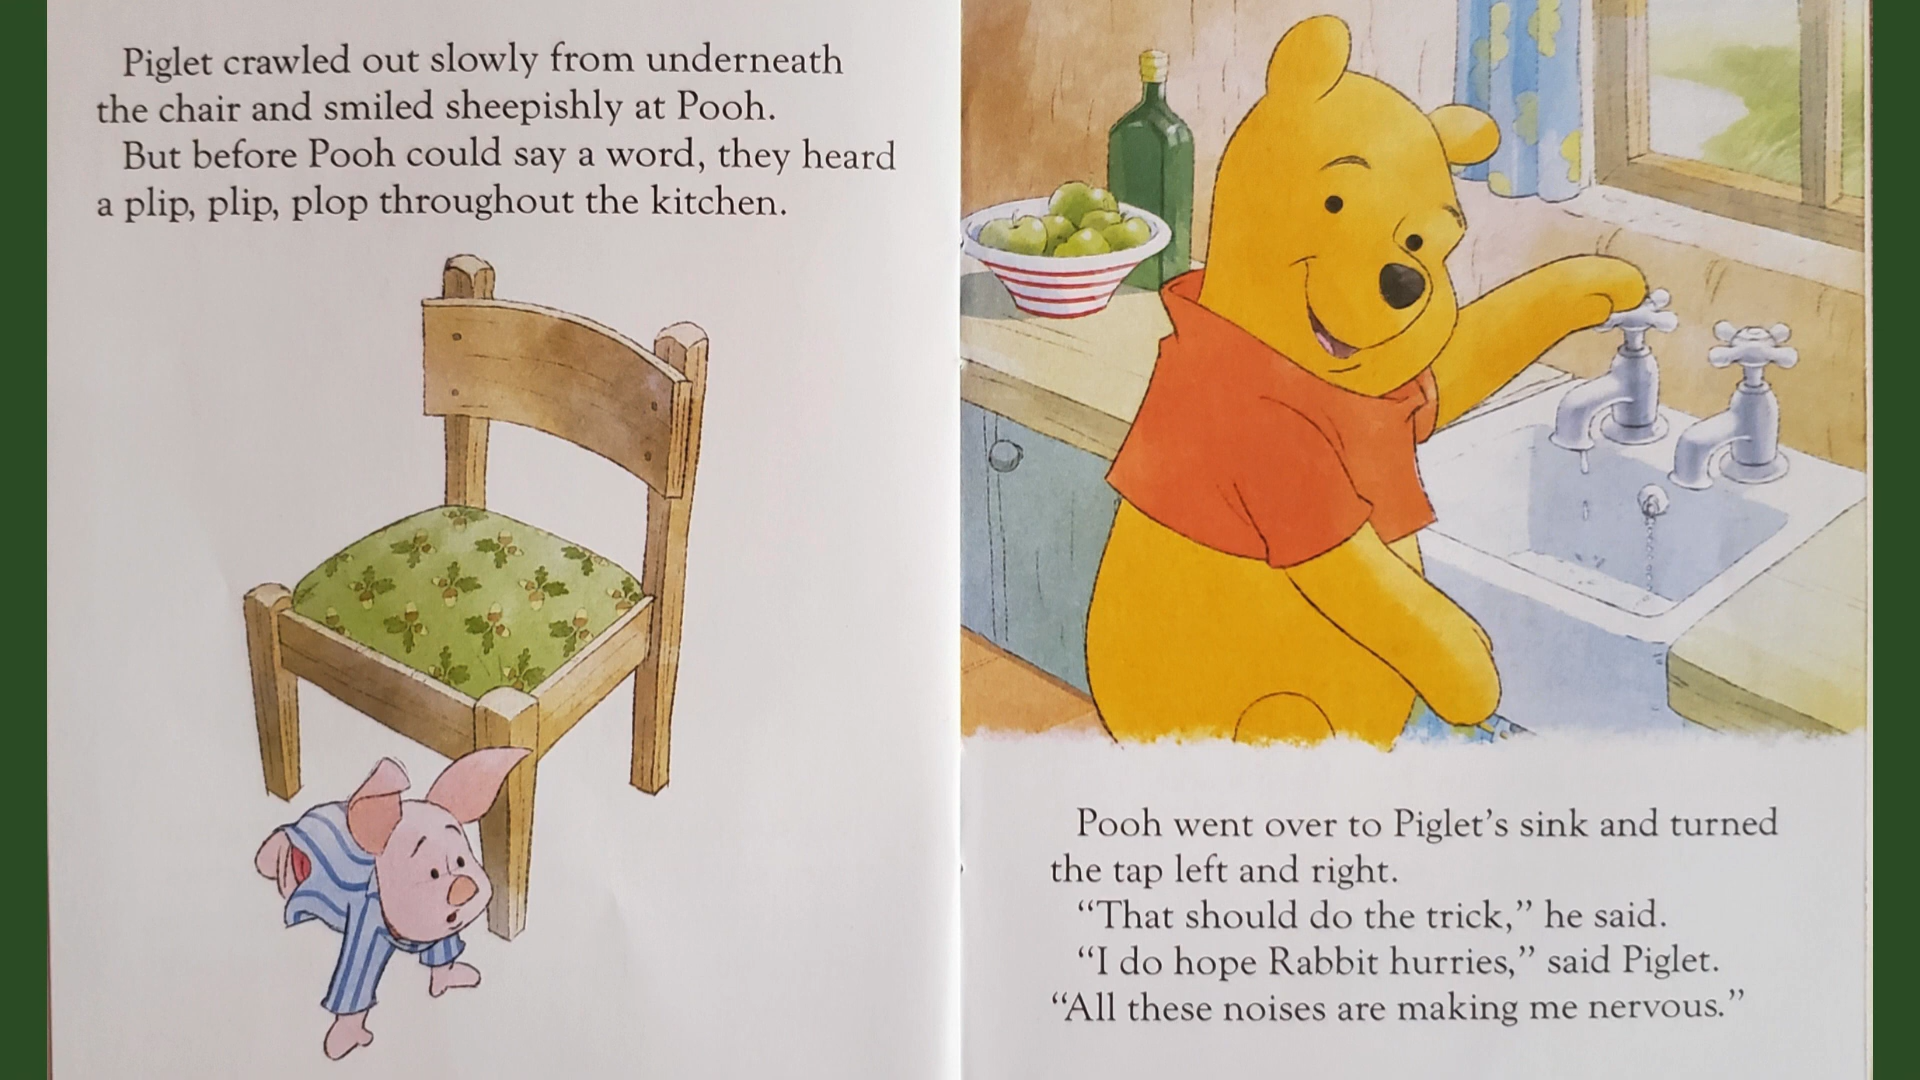 Piglet crawled out slowly from underneath
the chair and smiled sheepishly at Pooh.
But before Pooh could say a word, they heard
a plip, plip, plop throughout the kitchen.
Pooh went over to Piglet’s sink and turned
the tap left and right.
“That should do the trick,” he said.
“I do hope Rabbit hurries,” said Piglet.
“All these noises are making me nervous.”